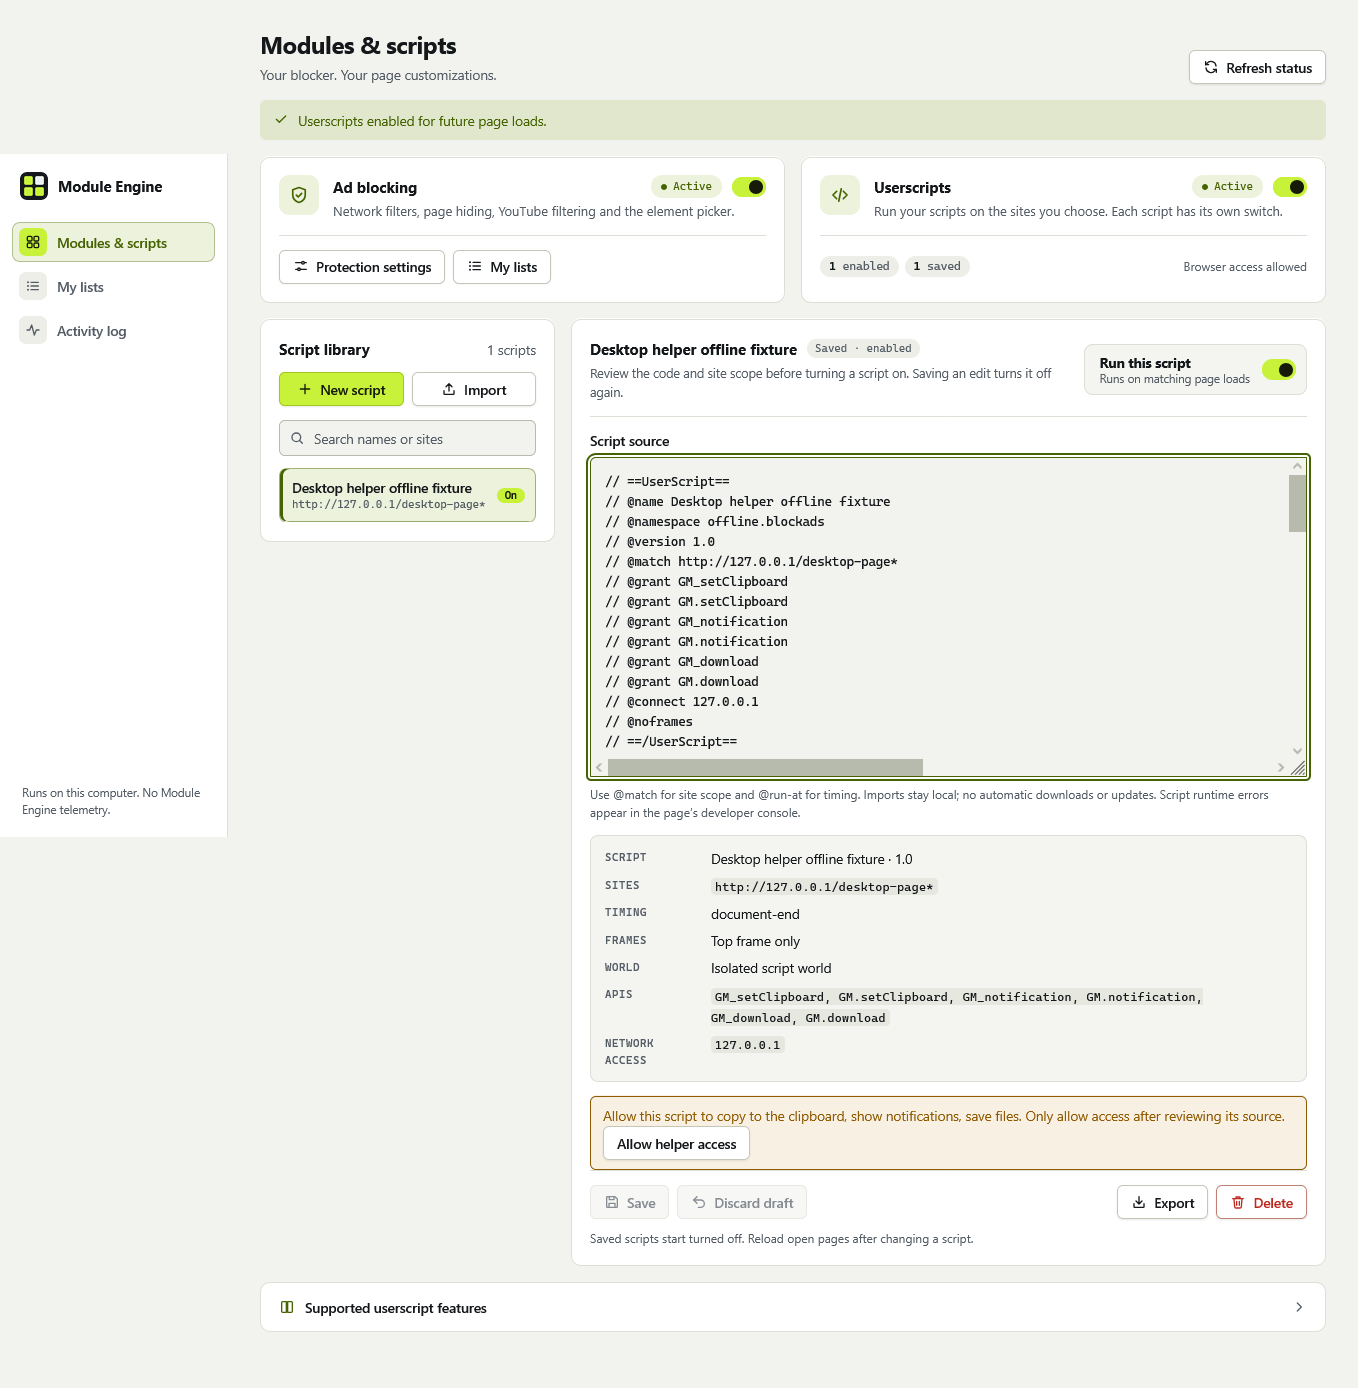 Modules & scripts
Your blocker. Your page customizations.
Refresh status
Userscripts enabled for future page loads.
Module Engine
Modules & scripts
My lists
Activity log
Runs on this computer. No Module
Engine telemetry.
Ad blocking
Active
Network filters, page hiding, YouTube filtering and the element picker.
Protection settings
My lists
Userscripts
Active
Run your scripts on the sites you choose. Each script has its own switch.
1 enabled
1 saved
Browser access allowed
Script library
1 scripts
New script
Import
Search names or sites
Desktop helper offline fixture
http://127.0.0.1/desktop-page*
On
Desktop helper offline fixture
Saved · enabled
Review the code and site scope before turning a script on. Saving an edit turns it off
again.
Run this script
Runs on matching page loads
Script source
// ==UserScript==
// @name Desktop helper offline fixture
// @namespace offline.blockads
// @version 1.0
// @match http://127.0.0.1/desktop-page*
// @grant GM_setClipboard
// @grant GM.setClipboard
// @grant GM_notification
// @grant GM.notification
// @grant GM_download
// @grant GM.download
// @connect 127.0.0.1
// @noframes
// ==/UserScript==
Use @match for site scope and @run-at for timing. Imports stay local; no automatic downloads or updates. Script runtime errors
appear in the page's developer console.
SCRIPT
Desktop helper offline fixture · 1.0
SITES
http://127.0.0.1/desktop-page*
TIMING
document-end
FRAMES
Top frame only
WORLD
Isolated script world
APIS
GM_setClipboard, GM.setClipboard, GM_notification, GM.notification,
GM_download, GM.download
NETWORK
ACCESS
127.0.0.1
Allow this script to copy to the clipboard, show notifications, save files. Only allow access after reviewing its source.
Allow helper access
Save
Discard draft
Export
Delete
Saved scripts start turned off. Reload open pages after changing a script.
Supported userscript features